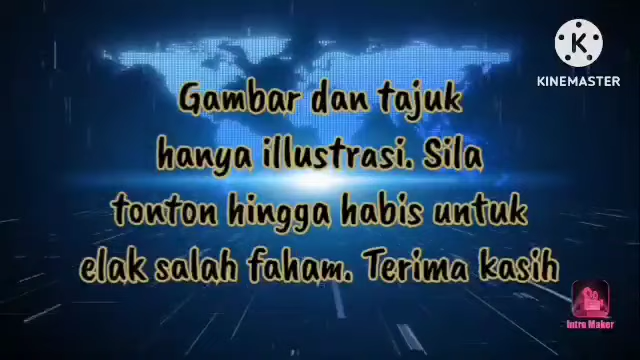 KINEMASTER
Gambar dan tajuk
hanya illustrasi. Sila
tonton hingga habis untuk
elak salah faham. Terima kasih
Intro Maker